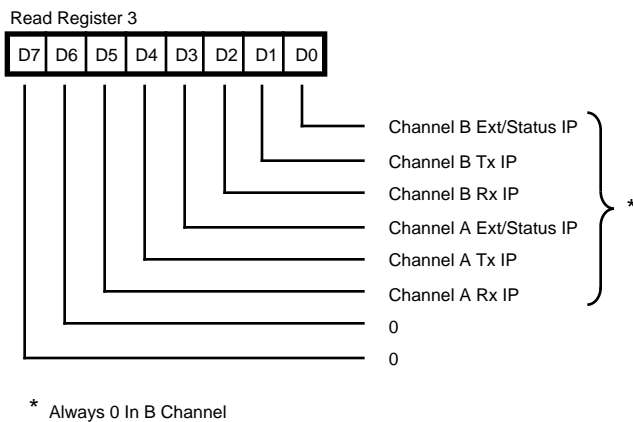 Read Register 3
D7 D6 D5 D4 D3 D2 D1 D0
Channel B Ext/Status IP
Channel B Tx IP
Channel B Rx IP
Channel A Ext/Status IP
*
Channel A Tx IP
Channel A Rx IP
0
0
* Always 0 In B Channel